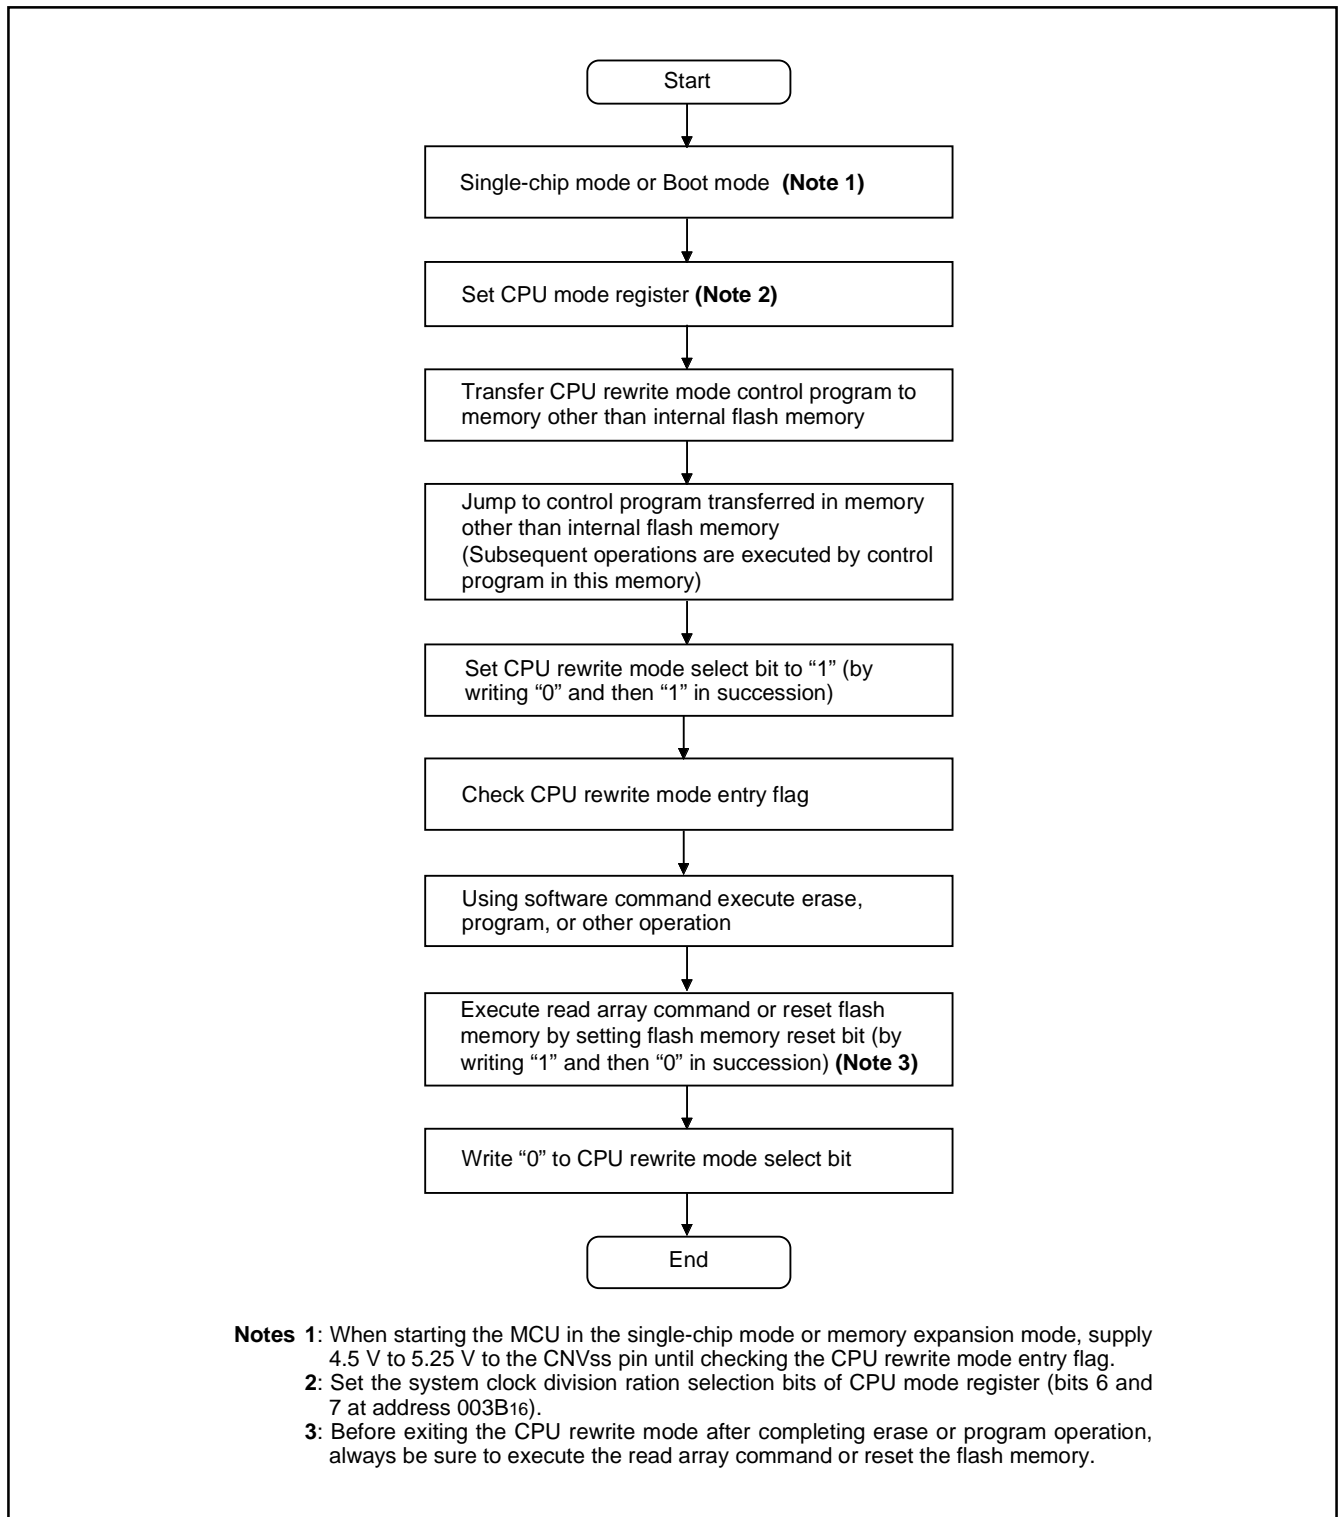 Start
Single-chip mode or Boot mode (Note 1)
Set CPU mode register (Note 2)
Transfer CPU rewrite mode control program to
memory other than internal flash memory
Jump to control program transferred in memory
other than internal flash memory
(Subsequent operations are executed by control
program in this memory)
Set CPU rewrite mode select bit to “1” (by
writing “0” and then “1” in succession)
Check CPU rewrite mode entry flag
Using software command execute erase,
program, or other operation
Execute read array command or reset flash
memory by setting flash memory reset bit (by
writing “1” and then “0” in succession) (Note 3)
Write “0” to CPU rewrite mode select bit
End
Notes 1: When starting the MCU in the single-chip mode or memory expansion mode, supply
4.5 V to 5.25 V to the CNVss pin until checking the CPU rewrite mode entry flag.
2: Set the system clock division ration selection bits of CPU mode register (bits 6 and
7 at address 003B16).
3: Before exiting the CPU rewrite mode after completing erase or program operation,
always be sure to execute the read array command or reset the flash memory.